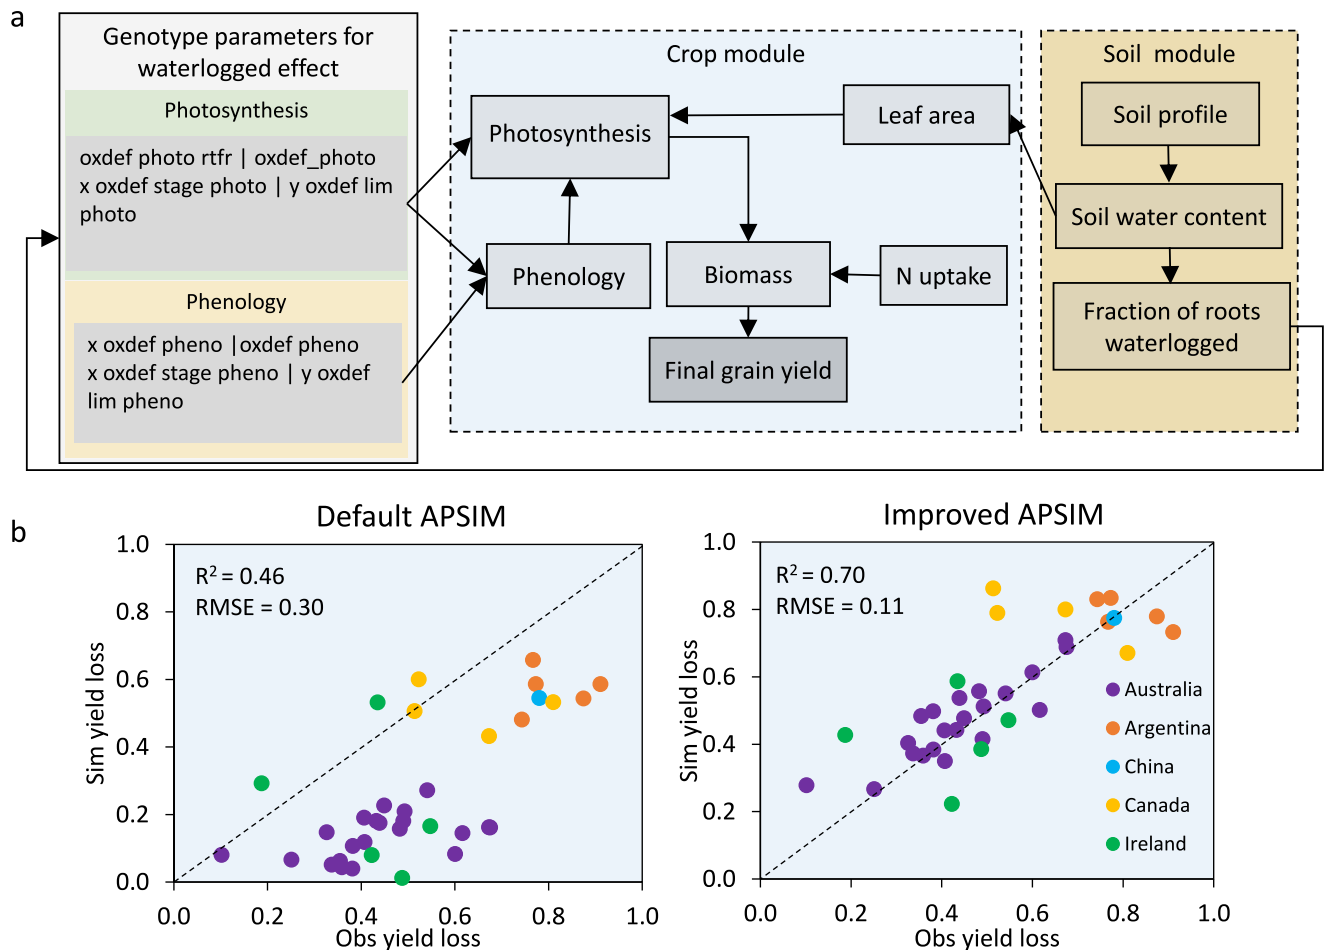 a
Genotype parameters for
waterlogged effect
Photosynthesis
oxdef photo rtfr | oxdef_photo
x oxdef stage photo | y oxdef lim
photo
Phenology
x oxdef pheno |oxdef pheno
x oxdef stage pheno | y oxdef
lim pheno
Crop module
Photosynthesis
Leaf area
Phenology
Biomass
N uptake
Final grain yield
Soil module
Soil profile
Soil water content
Fraction of roots
waterlogged
b
Default APSIM
R² = 0.46
RMSE = 0.30
Sim yield loss
1.0
0.8
0.6
0.4
0.2
0.0
0.0 0.2 0.4 0.6 0.8 1.0
Obs yield loss
Improved APSIM
R² = 0.70
RMSE = 0.11
Sim yield loss
1.0
0.8
0.6
0.4
0.2
0.0
0.0 0.2 0.4 0.6 0.8 1.0
Obs yield loss
Australia
Argentina
China
Canada
Ireland